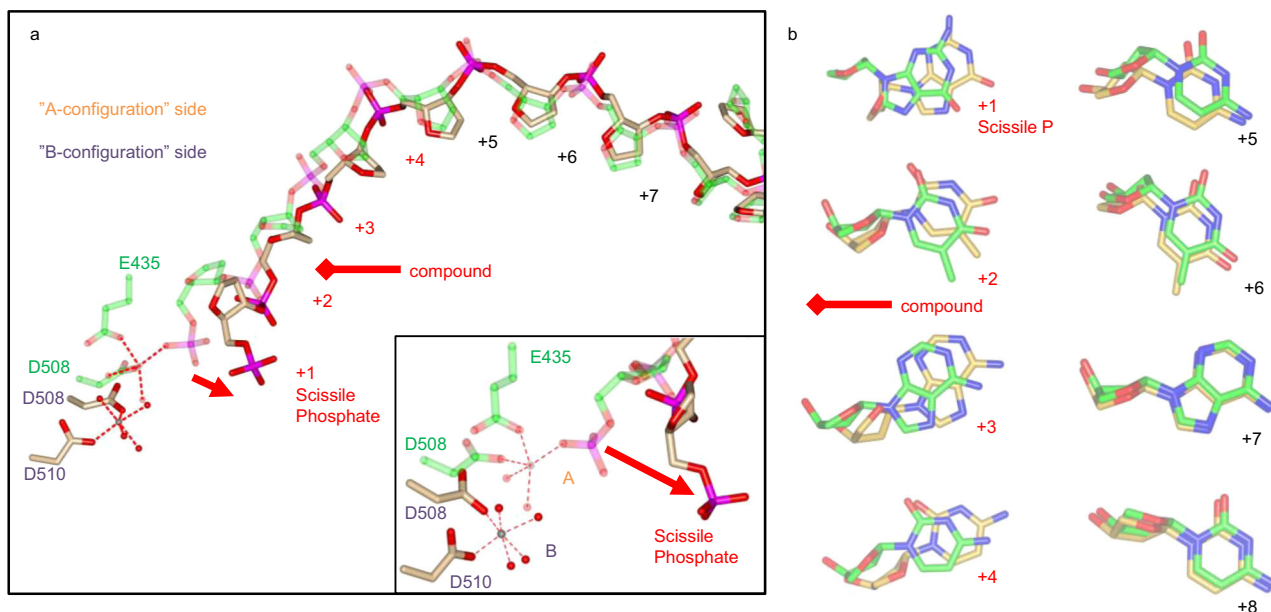 a
"A-configuration" side
"B-configuration" side
+5
+6
+7
+4
+3
compound
+2
+1
Scissile
Phosphate
E435
D508
D508
D510
E435
D508
D508
D510
A
B
Scissile
Phosphate
b
+1
Scissile P
+5
+2
+6
compound
+3
+7
+4
+8